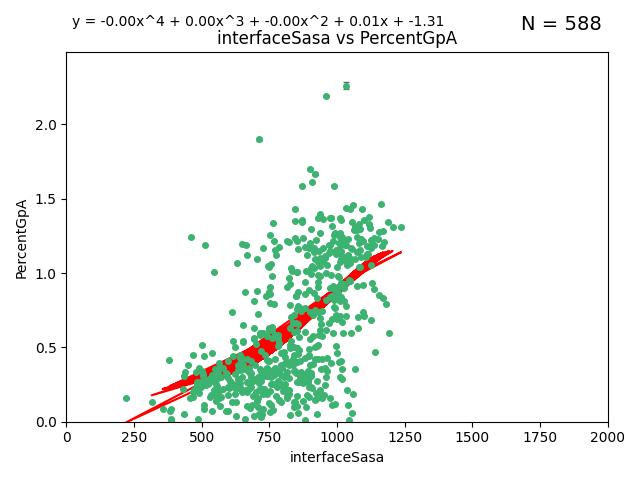 y = -0.00x^4 + 0.00x^3 + -0.00x^2 + 0.01x + -1.31
N = 588
interfaceSasa vs PercentGpA
PercentGpA
2.0
1.5
1.0
0.5
0.0
0 250 500 750 1000 1250 1500 1750 2000
interfaceSasa